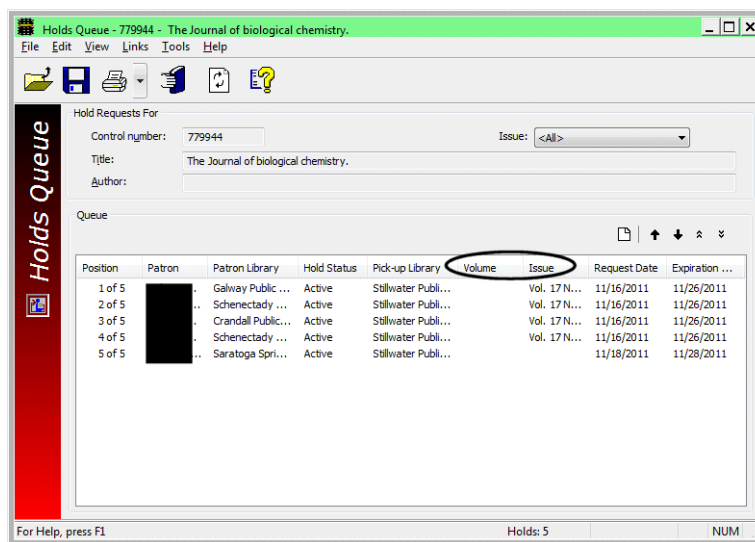 Holds Queue - 779944 - The Journal of biological chemistry.
File Edit View Links Tools Help
Holds Queue
Hold Requests For
Control number: 779944 Issue: <All>
Title: The Journal of biological chemistry.
Author:
Queue
Position Patron Patron Library Hold Status Pick-up Library Volume Issue Request Date Expiration ...
1 of 5 . Galway Public ... Active Stillwater Publi... Vol. 17 N... 11/16/2011 11/26/2011
2 of 5 .. Schenectady ... Active Stillwater Publi... Vol. 17 N... 11/16/2011 11/26/2011
3 of 5 . Crandall Public... Active Stillwater Publi... Vol. 17 N... 11/16/2011 11/26/2011
4 of 5 . Schenectady ... Active Stillwater Publi... Vol. 17 N... 11/16/2011 11/26/2011
5 of 5 ... Saratoga Spri... Active Stillwater Publi... 11/18/2011 11/28/2011
For Help, press F1 Holds: 5 NUM